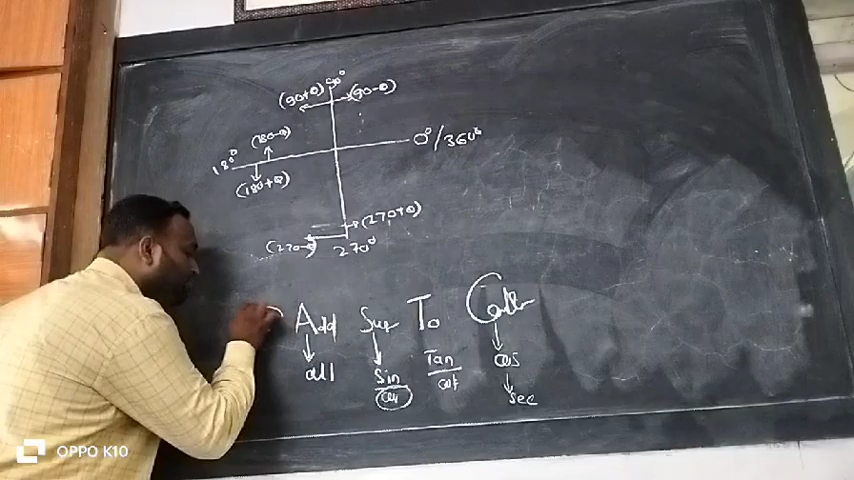 90°
(90+θ) (90-θ)
(180-θ)
180° 0°/360°
(180+θ)
(270+θ)
(270-
270°
Add Sugar To Coffee
all Sin Tan cos
cot
sec
OPPO K10